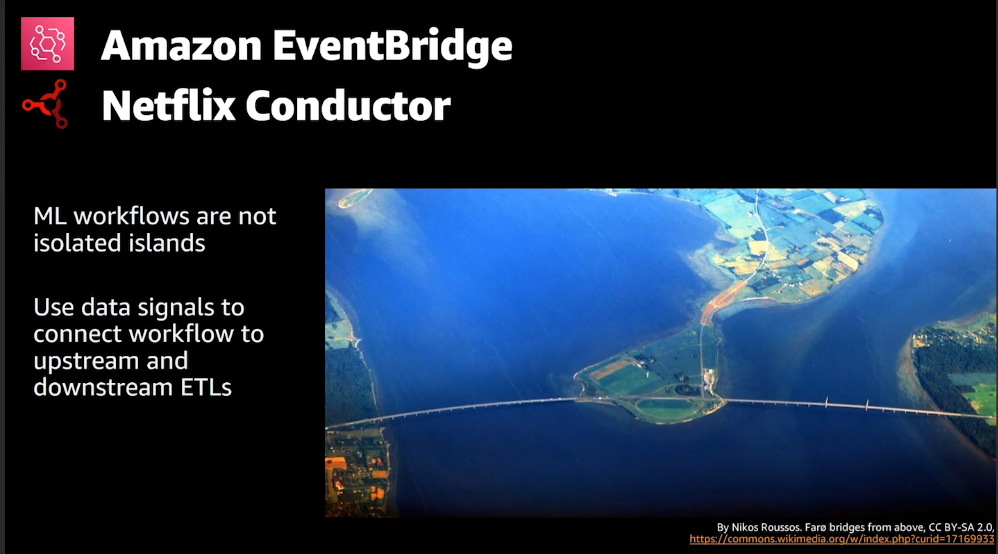 Amazon EventBridge
Netflix Conductor
ML workflows are not
isolated islands
Use data signals to
connect workflow to
upstream and
downstream ETLs
By Nikos Roussos. Farø bridges from above, CC BY-SA 2.0,
https://commons.wikimedia.org/w/index.php?curid=17169933